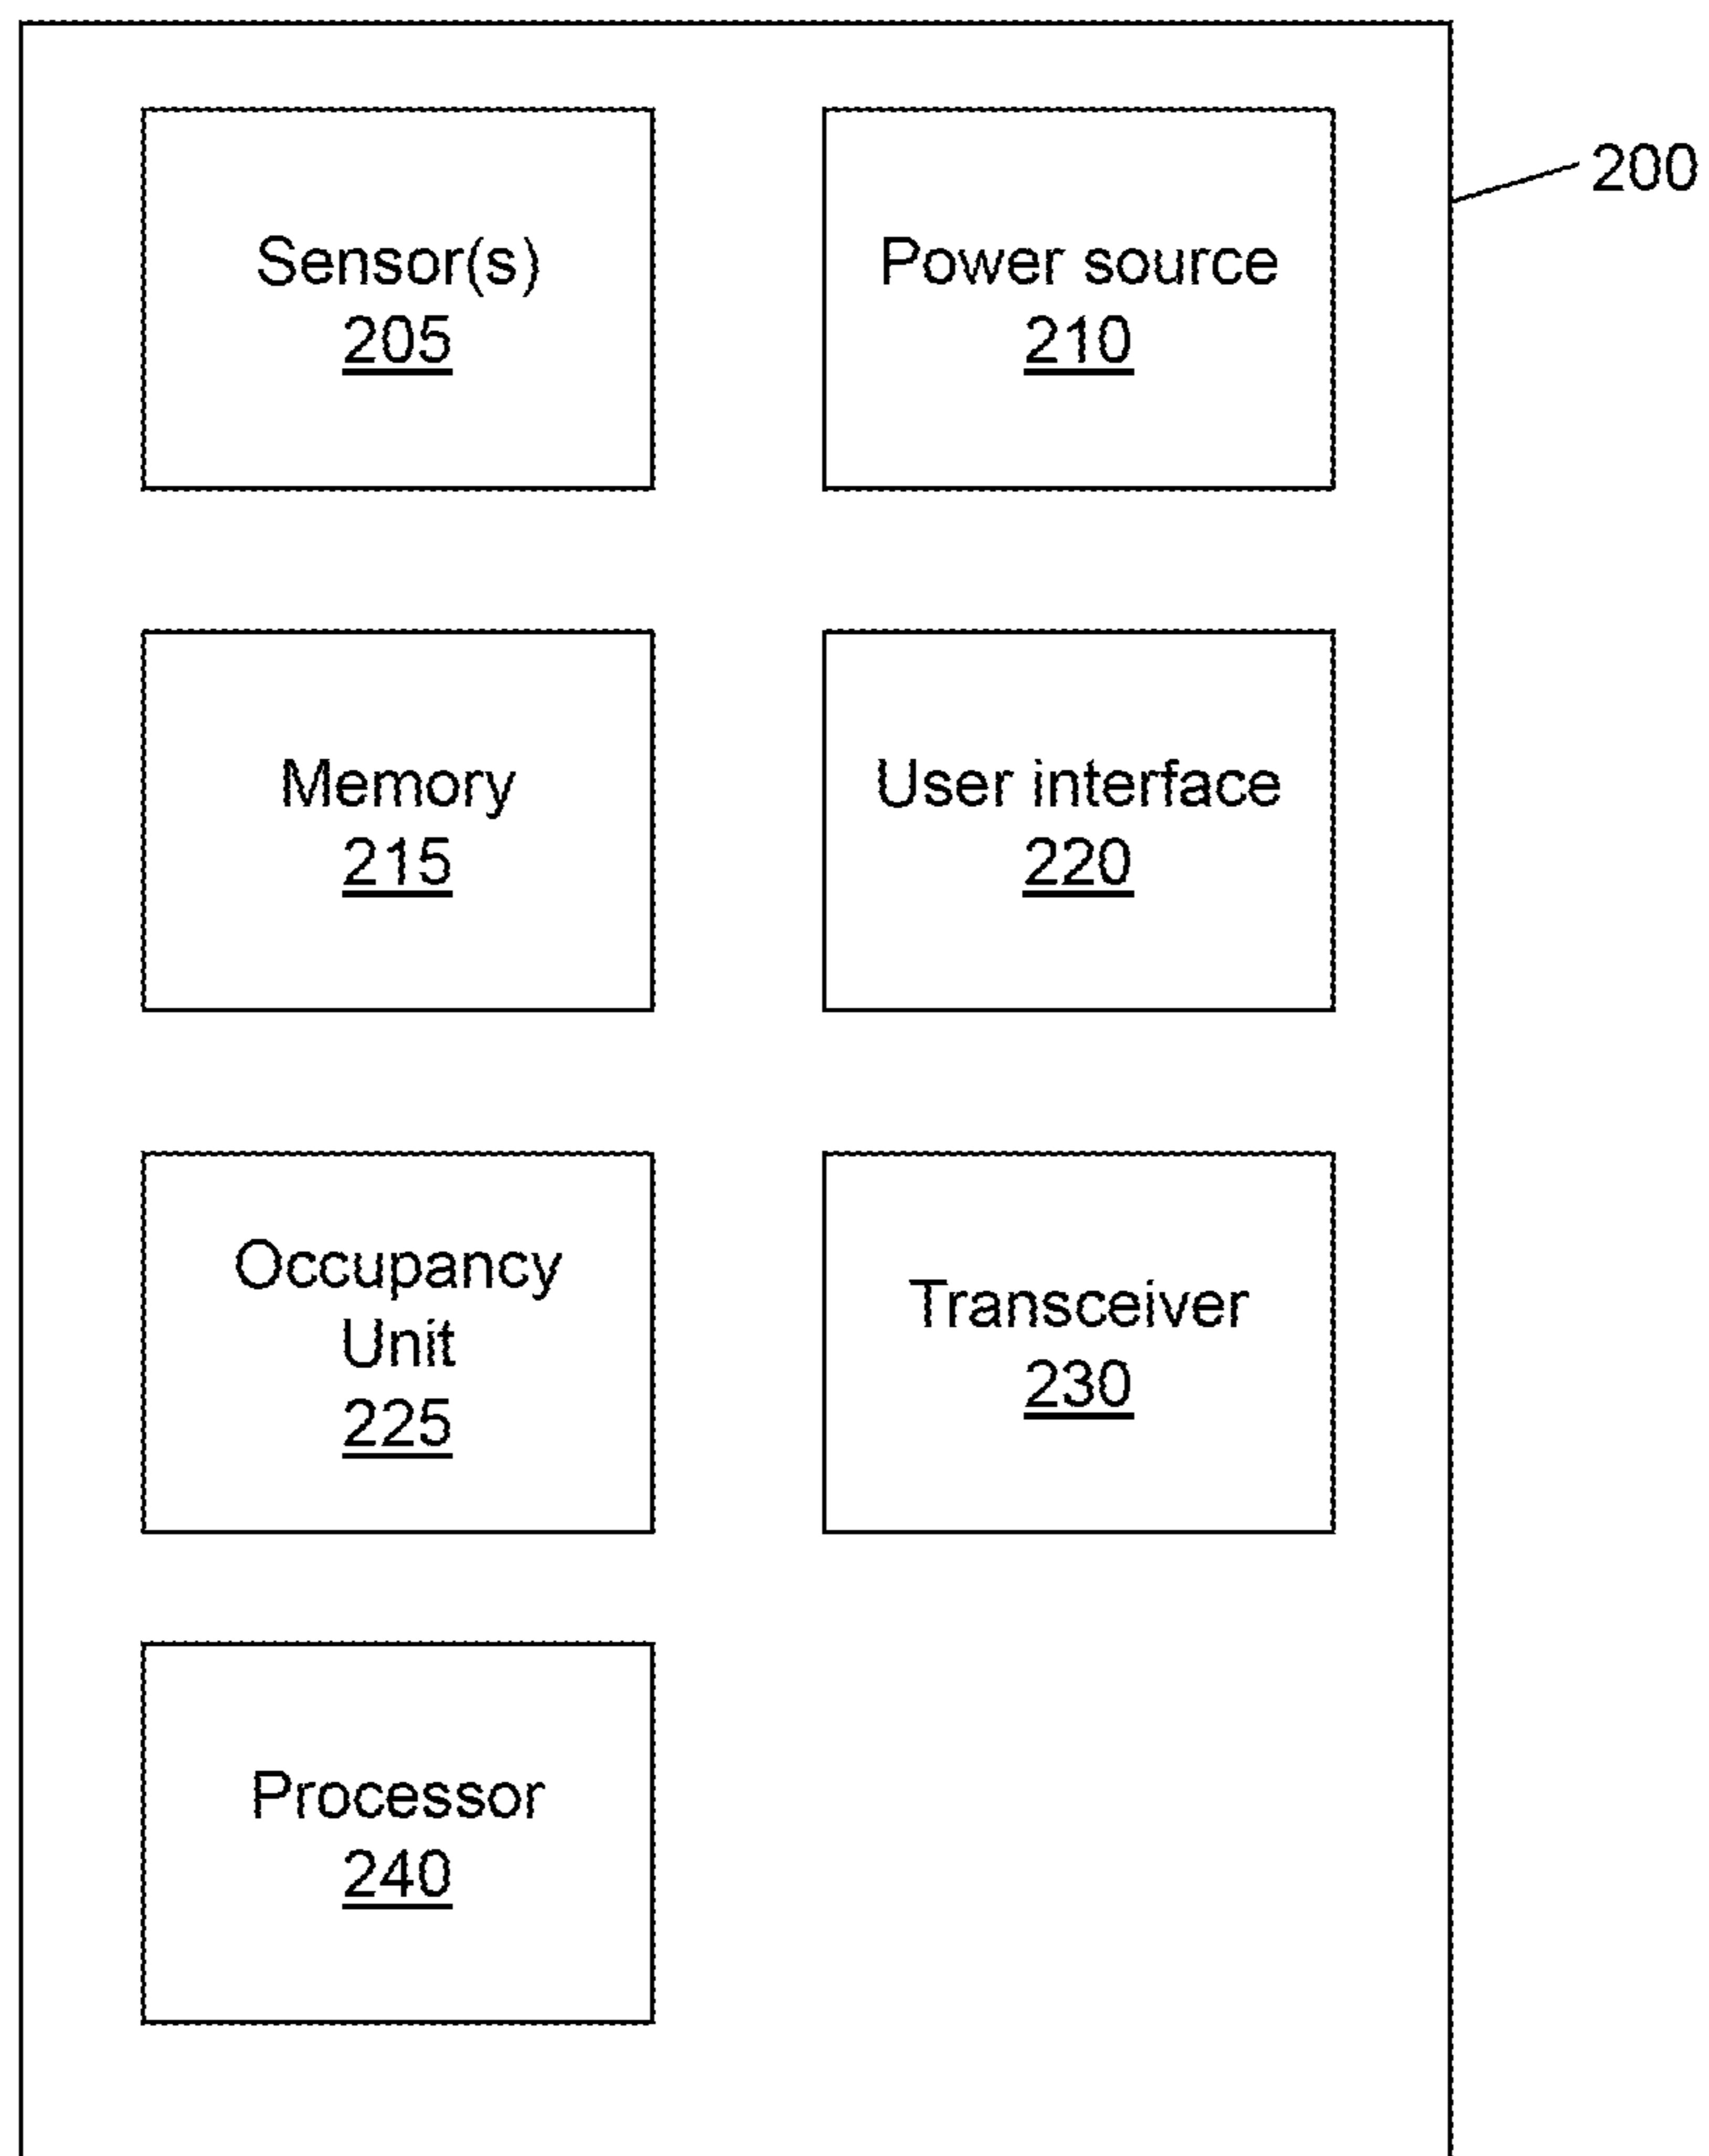 200
Sensor(s)
205
Power source
210
Memory
215
User interface
220
Occupancy
Unit
225
Transceiver
230
Processor
240